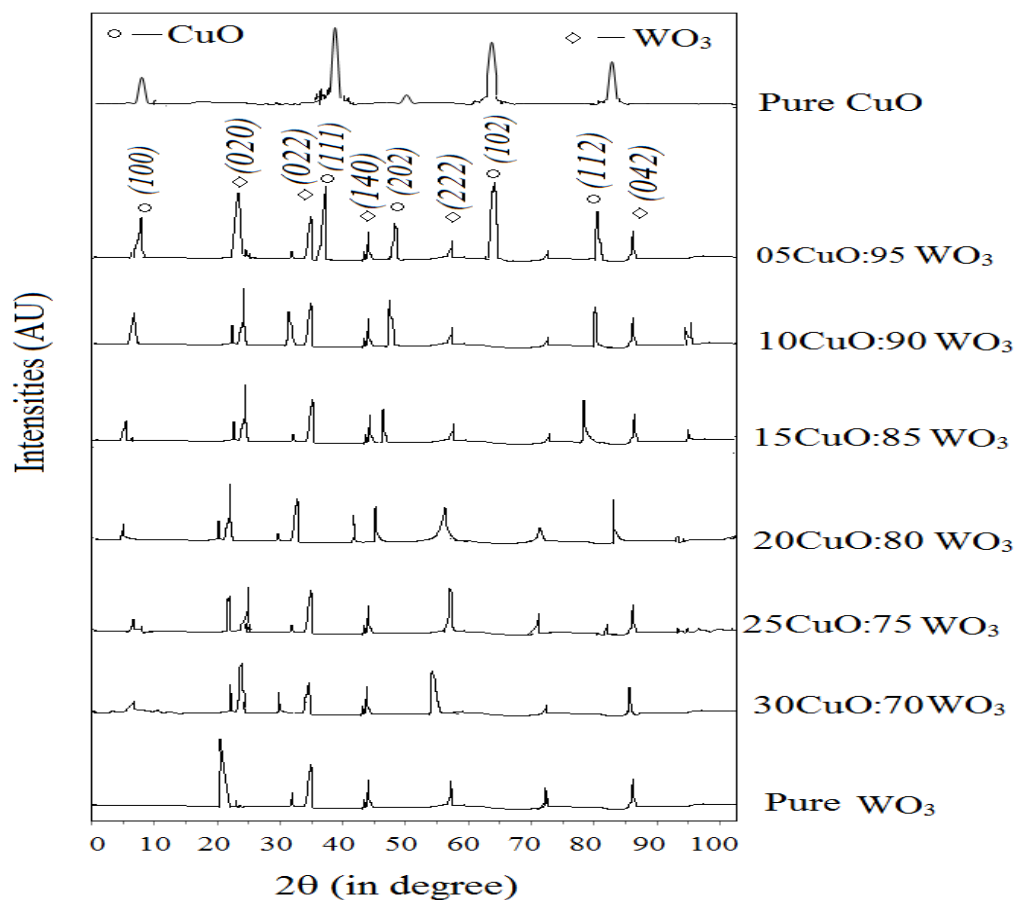 ○ — CuO
◇ — WO₃
Pure CuO
(100)
(020)
(022)
(111)
(140)
(202)
(222)
(102)
(112)
(042)
05CuO:95 WO₃
10CuO:90 WO₃
15CuO:85 WO₃
20CuO:80 WO₃
25CuO:75 WO₃
30CuO:70WO₃
Pure WO₃
Intensities (AU)
0 10 20 30 40 50 60 70 80 90 100
2θ (in degree)